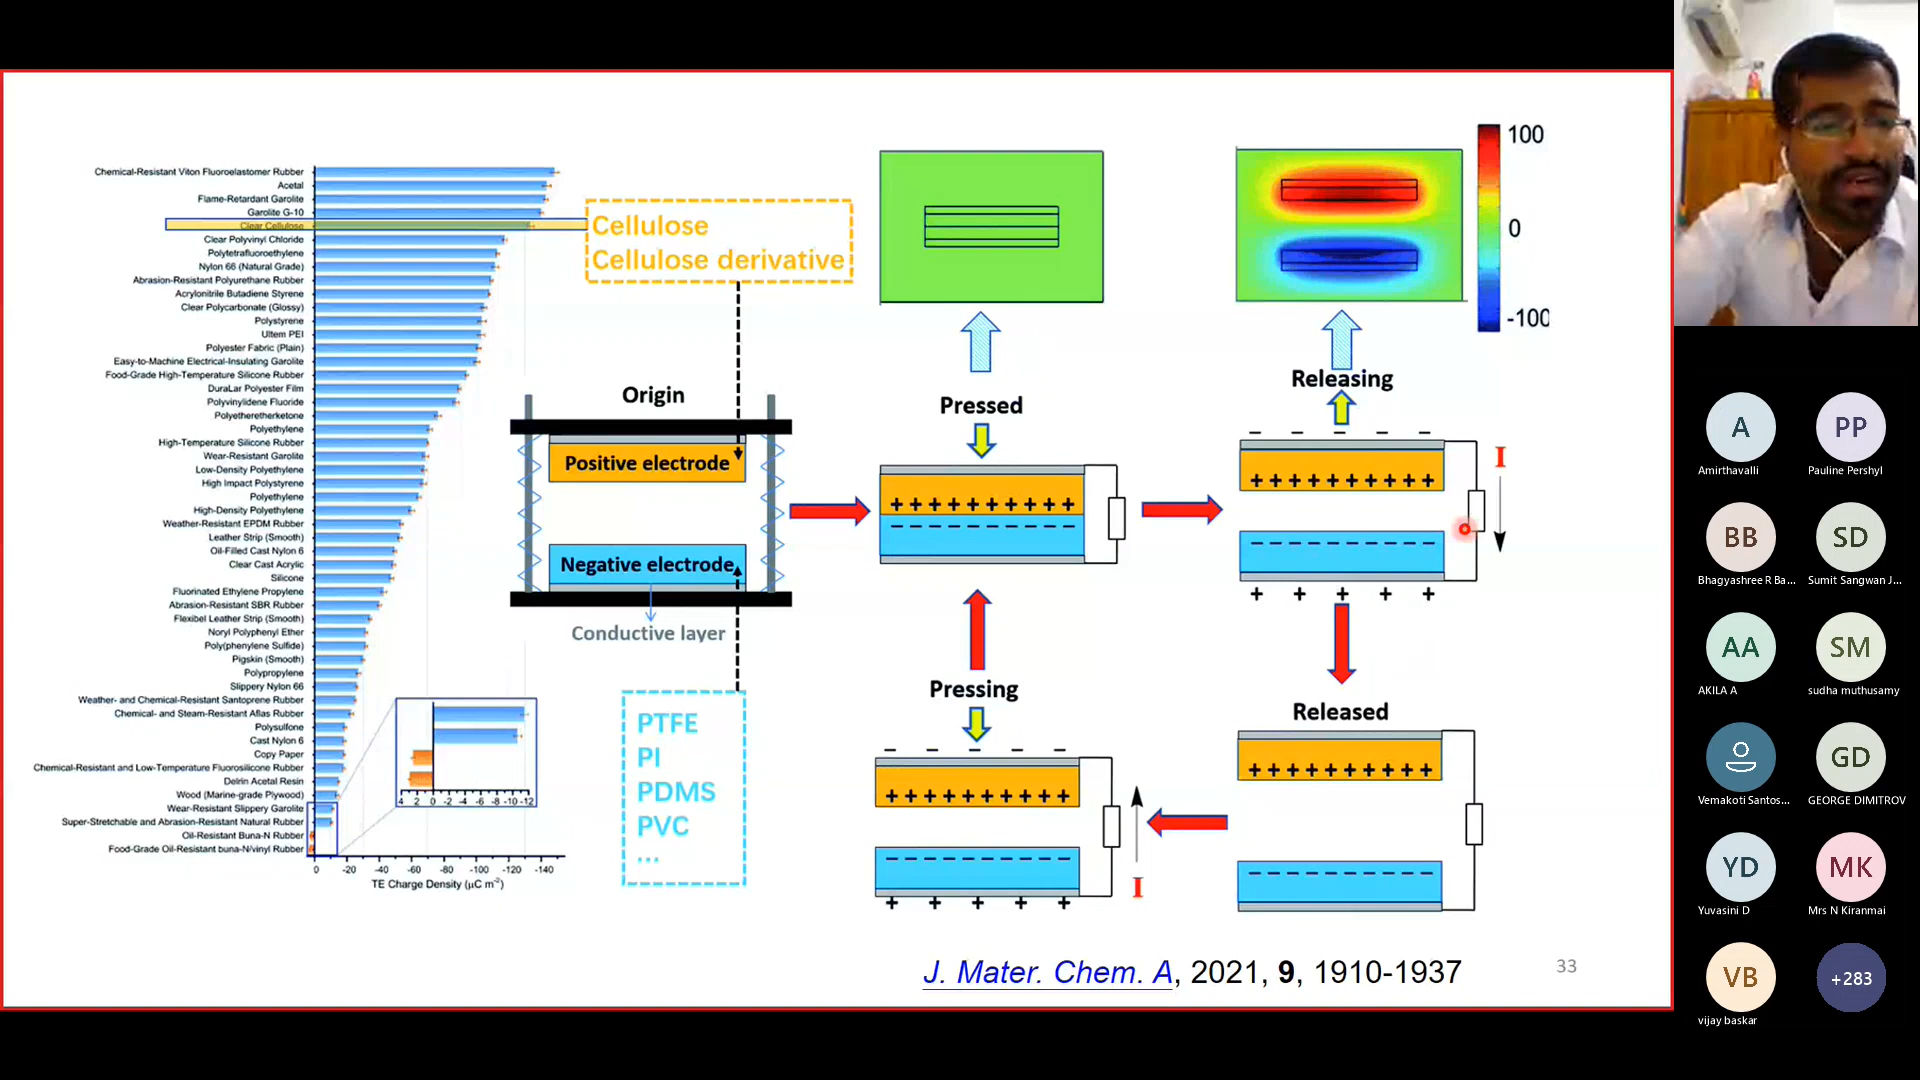 Chemical-Resistant Viton Fluoroelastomer Rubber
Acetal
Flame-Retardant Garolite
Garolite G-10
Clear Cellulose
Clear Polyvinyl Chloride
Polytetrafluoroethylene
Nylon 66 (Natural Grade)
Abrasion-Resistant Polyurethane Rubber
Acrylonitrile Butadiene Styrene
Clear Polycarbonate (Glossy)
Polystyrene
Ultem PEI
Polyester Fabric (Plain)
Easy-to-Machine Electrical-Insulating Garolite
Food-Grade High-Temperature Silicone Rubber
DuraLar Polyester Film
Polyvinylidene Fluoride
Polyetheretherketone
Polyethylene
High-Temperature Silicone Rubber
Wear-Resistant Garolite
Low-Density Polyethylene
High Impact Polystyrene
Polyethylene
High-Density Polyethylene
Weather-Resistant EPDM Rubber
Leather Strip (Smooth)
Oil-Filled Cast Nylon 6
Clear Cast Acrylic
Silicone
Fluorinated Ethylene Propylene
Abrasion-Resistant SBR Rubber
Flexibel Leather Strip (Smooth)
Noryl Polyphenyl Ether
Poly(phenylene Sulfide)
Pigskin (Smooth)
Polypropylene
Slippery Nylon 66
Weather- and Chemical-Resistant Santoprene Rubber
Chemical- and Steam-Resistant Aflas Rubber
Polysulfone
Cast Nylon 6
Copy Paper
Chemical-Resistant and Low-Temperature Fluorosilicone Rubber
Delrin Acetal Resin
Wood (Marine-grade Plywood)
Wear-Resistant Slippery Garolite
Super-Stretchable and Abrasion-Resistant Natural Rubber
Oil-Resistant Buna-N Rubber
Food-Grade Oil-Resistant buna-N/vinyl Rubber
0 -20 -40 -60 -80 -100 -120 -140
TE Charge Density (μC m⁻²)
4 2 0 -2 -4 -6 -8 -10 -12
Cellulose
Cellulose derivative
Origin
Positive electrode
Negative electrode
Conductive layer
PTFE
PI
PDMS
PVC
...
Pressed
+ + + + + + + + + +
Releasing
100
0
-100
I
+ + + + + + + + + +
+ + + + +
Released
+ + + + + + + + + +
Pressing
+ + + + + + + + + +
+ + + + +
I
J. Mater. Chem. A, 2021, 9, 1910-1937
33
A
Amirthavalli
PP
Pauline Pershyl
BB
Bhagyashree R Ba...
SD
Sumit Sangwan J...
AA
AKILA A
SM
sudha muthusamy
Vemakoti Santos...
GD
GEORGE DIMITROV
YD
Yuvasini D
MK
Mrs N Kiranmai
VB
vijay baskar
+283